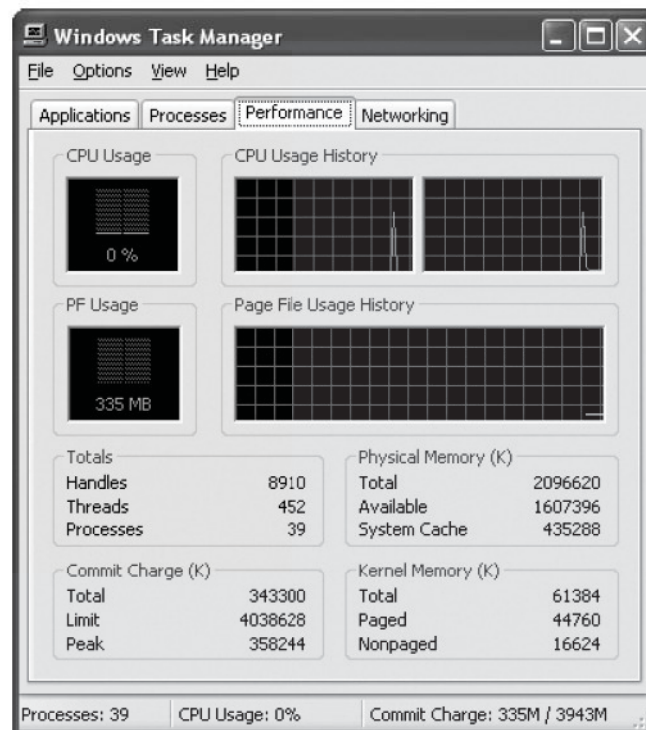 Windows Task Manager
File Options View Help
Applications Processes Performance Networking
CPU Usage
0 %
CPU Usage History
PF Usage
335 MB
Page File Usage History
Totals
Handles 8910
Threads 452
Processes 39
Physical Memory (K)
Total 2096620
Available 1607396
System Cache 435288
Commit Charge (K)
Total 343300
Limit 4038628
Peak 358244
Kernel Memory (K)
Total 61384
Paged 44760
Nonpaged 16624
Processes: 39 CPU Usage: 0% Commit Charge: 335M / 3943M